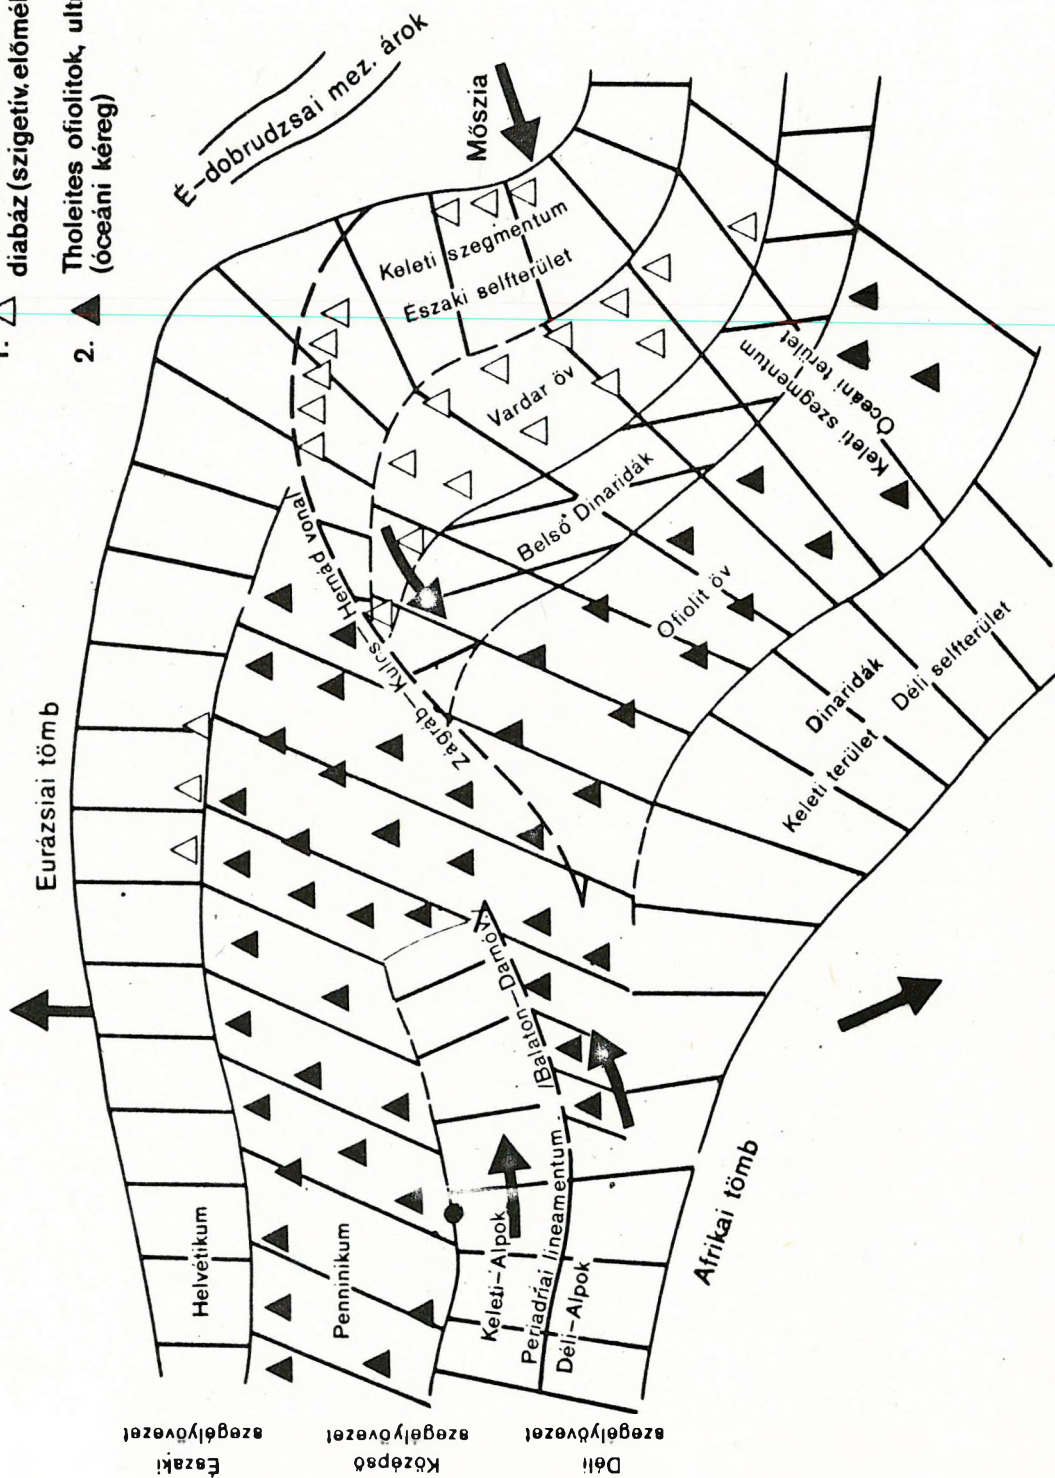 1. diabáz (szigetív. előmél
2. Tholeites ofiolitok, ult
(óceáni kéreg)
É-dobrudzsai mez. árok
Mőszia
Eurázsiai tömb
Keleti szegmentum
Északi selfterület
Vardar öv
Belső Dinaridák
Ofiolit öv
Keleti szegmentum
Óceáni terület
Zágráb–Kulcs–Hernád vonal
Dinaridák
Keleti terület
Déli selfterület
Helvétikum
Penninikum
Keleti-Alpok
Periadriai lineamentum
/Balaton–Darnó v./
Déli-Alpok
Afrikai tömb
Északi
szegélyövezet
Középső
szegélyövezet
Déli
szegélyövezet